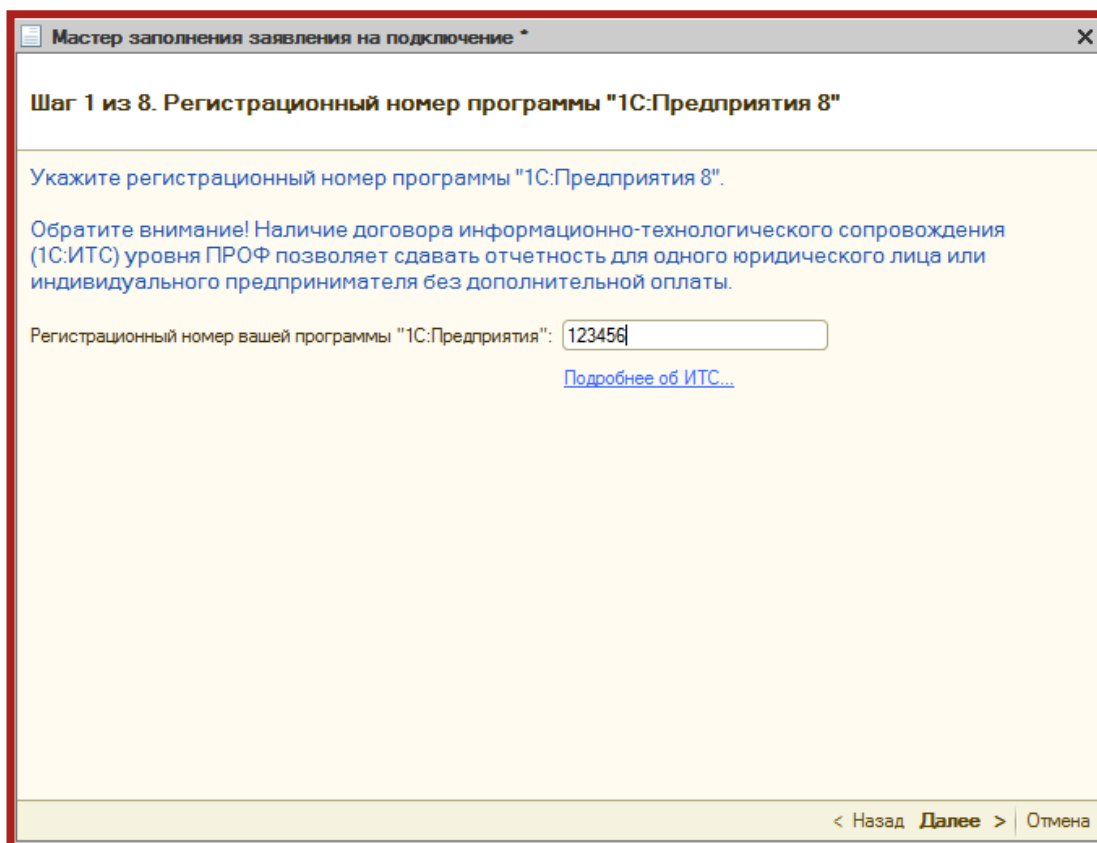 Мастер заполнения заявления на подключение *
Шаг 1 из 8. Регистрационный номер программы "1С:Предприятия 8"
Укажите регистрационный номер программы "1С:Предприятия 8".
Обратите внимание! Наличие договора информационно-технологического сопровождения
(1С:ИТС) уровня ПРОФ позволяет сдавать отчетность для одного юридического лица или
индивидуального предпринимателя без дополнительной оплаты.
Регистрационный номер вашей программы "1С:Предприятия": 123456
Подробнее об ИТС...
< Назад Далее > Отмена